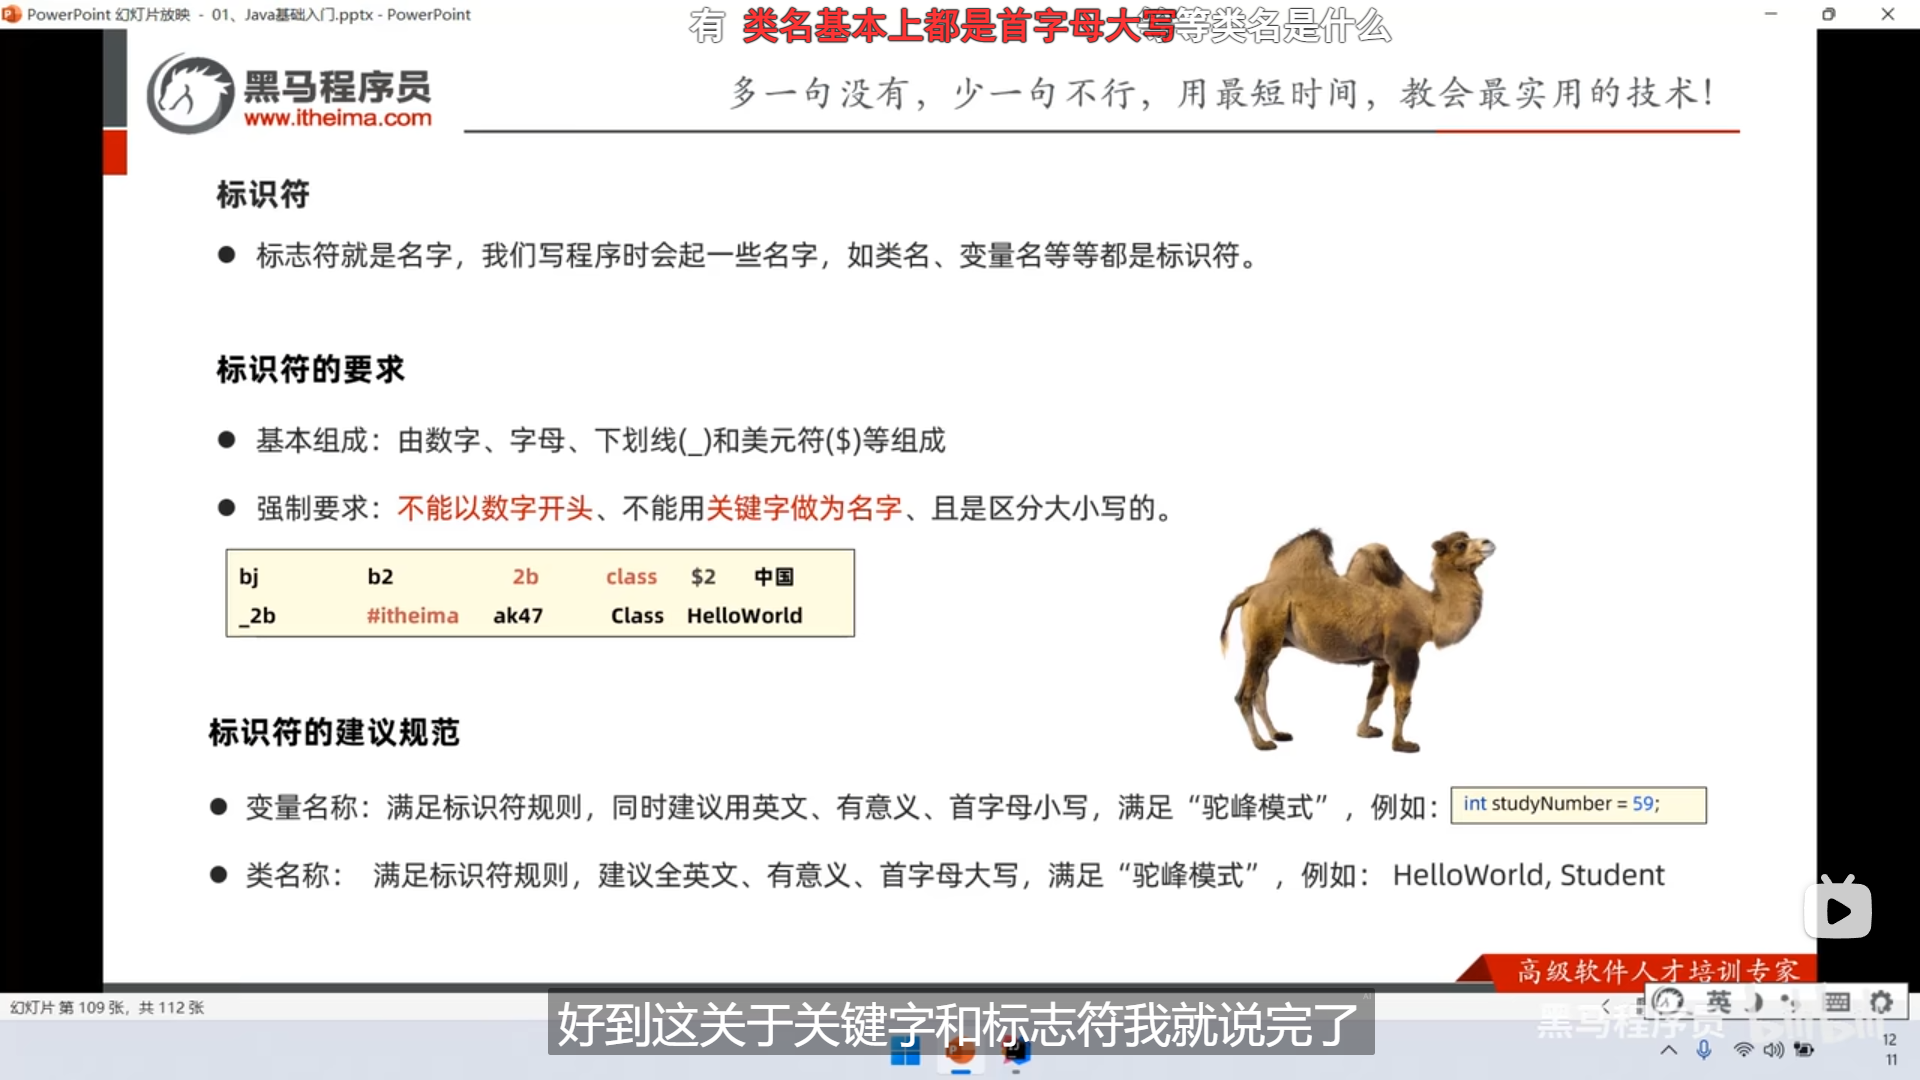 PowerPoint 幻灯片放映 - 01、Java基础入门.pptx - PowerPoint
有 类名基本上都是首字母大写 等等类名是什么
黑马程序员
www.itheima.com
多一句没有，少一句不行，用最短时间，教会最实用的技术！
标识符
● 标志符就是名字，我们写程序时会起一些名字，如类名、变量名等等都是标识符。
标识符的要求
● 基本组成：由数字、字母、下划线(_)和美元符($)等组成
● 强制要求：不能以数字开头、不能用关键字做为名字、且是区分大小写的。
bj b2 2b class $2 中国
_2b #itheima ak47 Class HelloWorld
标识符的建议规范
● 变量名称：满足标识符规则，同时建议用英文、有意义、首字母小写，满足“驼峰模式”，例如： int studyNumber = 59;
● 类名称： 满足标识符规则，建议全英文、有意义、首字母大写，满足“驼峰模式”，例如： HelloWorld, Student
高级软件人才培训专家
幻灯片 第 109 张，共 112 张
英
黑马程序员 bilibili
好到这关于关键字和标志符我就说完了
12
11